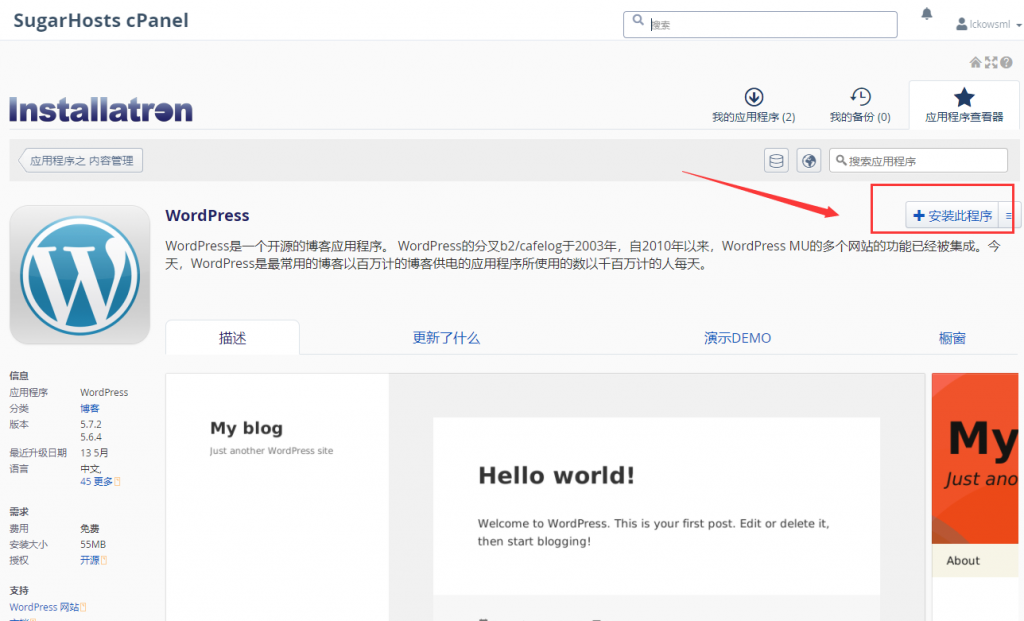 SugarHosts cPanel
搜索
lckowsml
Installatron
我的应用程序 (2)
我的备份 (0)
应用程序查看器
应用程序之 内容管理
搜索应用程序
WordPress
安装此程序
WordPress是一个开源的博客应用程序。 WordPress的分叉b2/cafelog于2003年，自2010年以来，WordPress MU的多个网站的功能已经被集成。今
天，WordPress是最常用的博客以百万计的博客供电的应用程序所使用的数以千百万计的人每天。
描述
更新了什么
演示DEMO
橱窗
信息
应用程序 WordPress
分类 博客
版本 5.7.2
5.6.4
最近升级日期 13 5月
语言 中文,
45 更多
需求
费用 免费
安装大小 55MB
授权 开源
支持
WordPress 网站
My blog
Just another WordPress site
Hello world!
Welcome to WordPress. This is your first post. Edit or delete it,
then start blogging!
My
Just ano
About